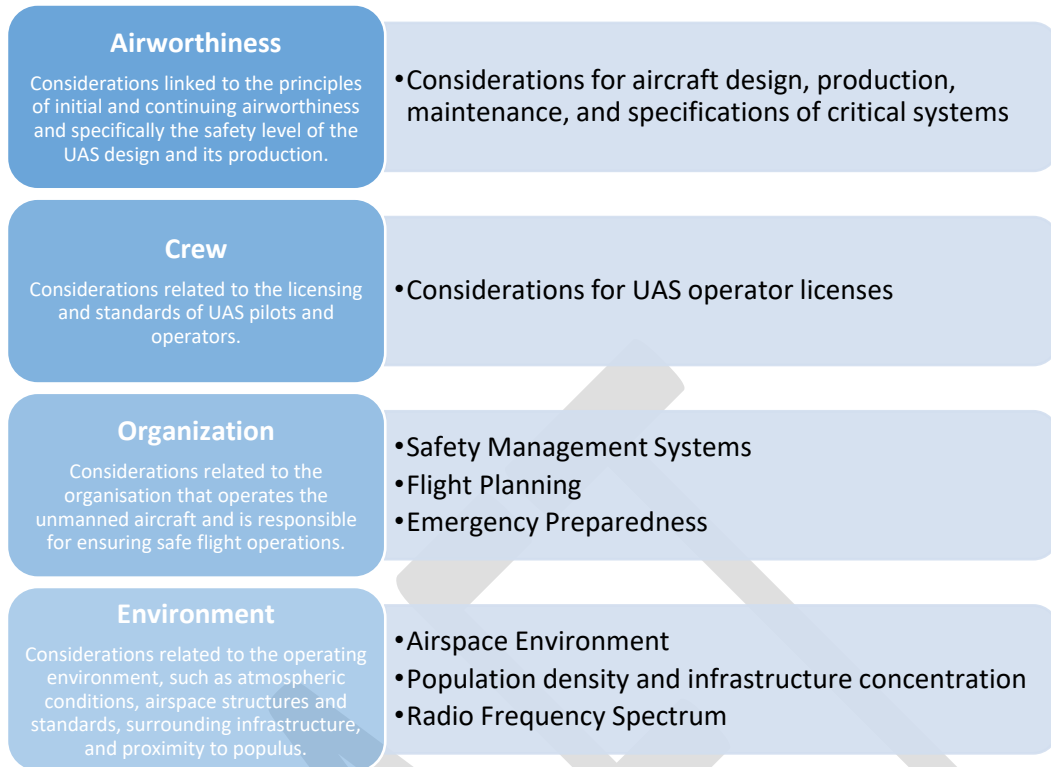 Airworthiness
Considerations linked to the principles
of initial and continuing airworthiness
and specifically the safety level of the
UAS design and its production.
•Considerations for aircraft design, production,
maintenance, and specifications of critical systems
Crew
Considerations related to the licensing
and standards of UAS pilots and
operators.
•Considerations for UAS operator licenses
Organization
Considerations related to the
organisation that operates the
unmanned aircraft and is responsible
for ensuring safe flight operations.
•Safety Management Systems
•Flight Planning
•Emergency Preparedness
Environment
Considerations related to the operating
environment, such as atmospheric
conditions, airspace structures and
standards, surrounding infrastructure,
and proximity to populus.
•Airspace Environment
•Population density and infrastructure concentration
•Radio Frequency Spectrum